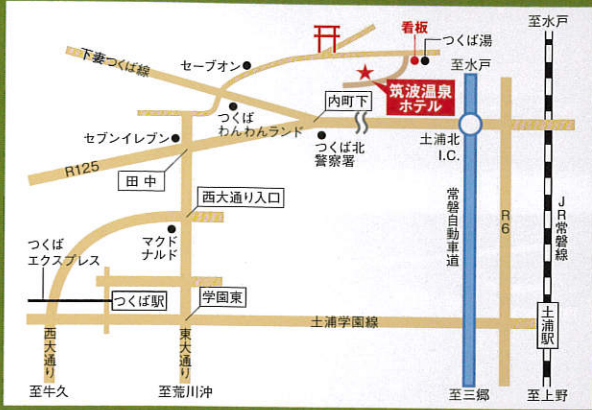 下妻つくば線
セーブオン
看板
つくば湯
至水戸
至水戸
筑波温泉
ホテル
つくば
わんわんランド
内町下
つくば北
警察署
土浦北
I.C.
セブンイレブン
R125
田中
西大通り入口
マクド
ナルド
つくば
エクスプレス
つくば駅
学園東
土浦学園線
常磐自動車道
R6
JR常磐線
土浦駅
西大通り
東大通り
至牛久
至荒川沖
至三郷
至上野